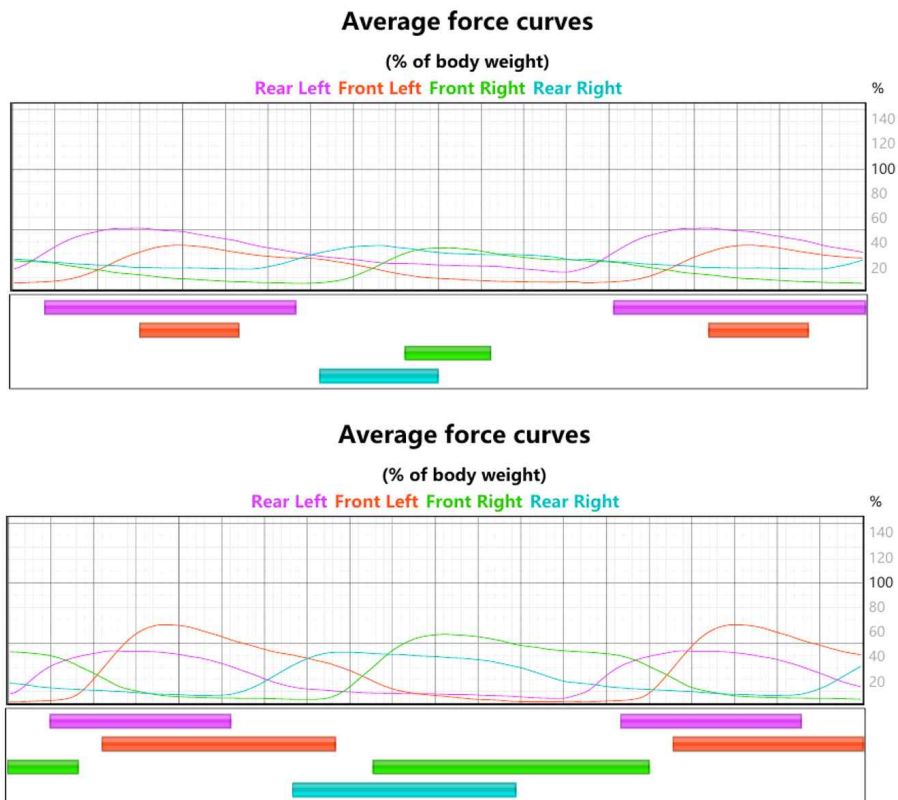 Average force curves
(% of body weight)
Rear Left Front Left Front Right Rear Right
%
140
120
100
80
60
40
20
Average force curves
(% of body weight)
Rear Left Front Left Front Right Rear Right
%
140
120
100
80
60
40
20